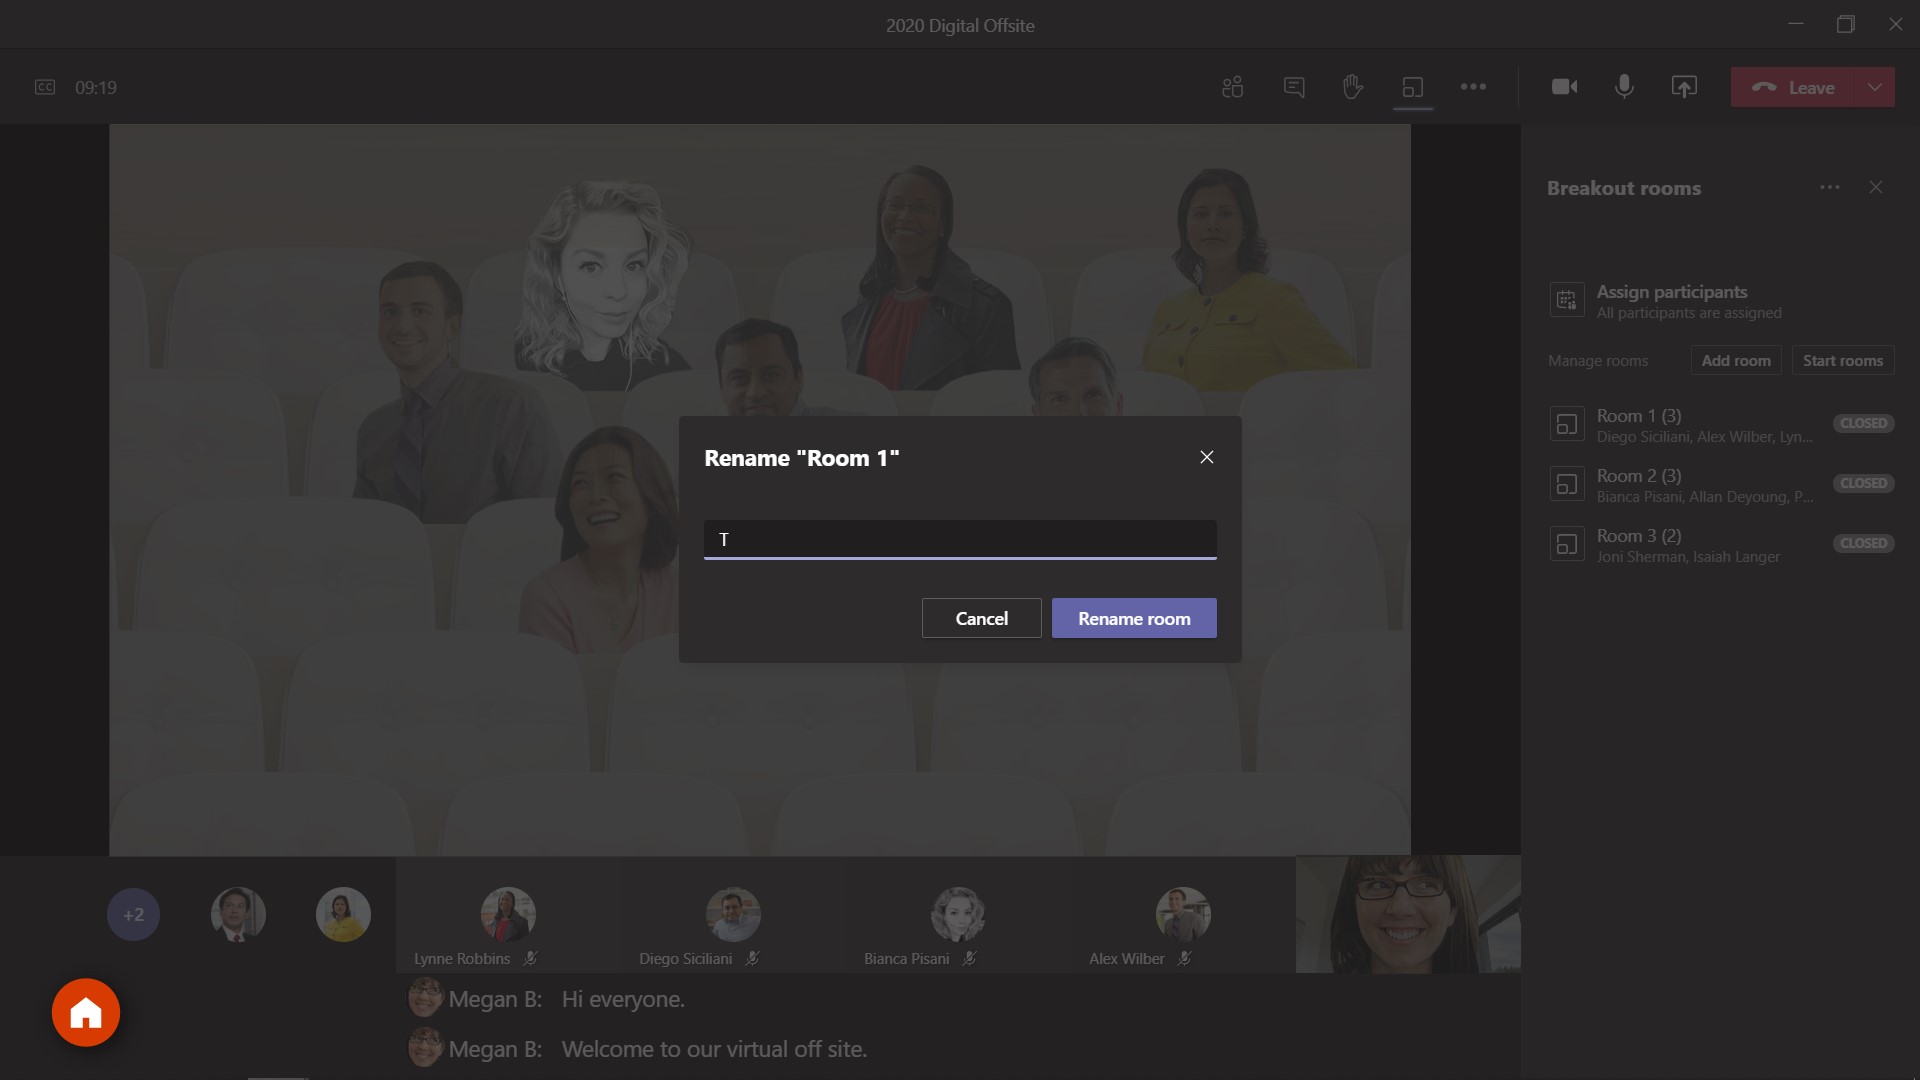 2020 Digital Offsite
CC 09:19
Leave
Breakout rooms
Assign participants
All participants are assigned
Manage rooms
Add room
Start rooms
Room 1 (3)
Diego Siciliani, Alex Wilber, Lyn...
CLOSED
Room 2 (3)
Bianca Pisani, Allan Deyoung, P...
CLOSED
Room 3 (2)
Joni Sherman, Isaiah Langer
CLOSED
Rename "Room 1"
T
Cancel
Rename room
+2
Lynne Robbins
Diego Siciliani
Bianca Pisani
Alex Wilber
Megan B: Hi everyone.
Megan B: Welcome to our virtual off site.